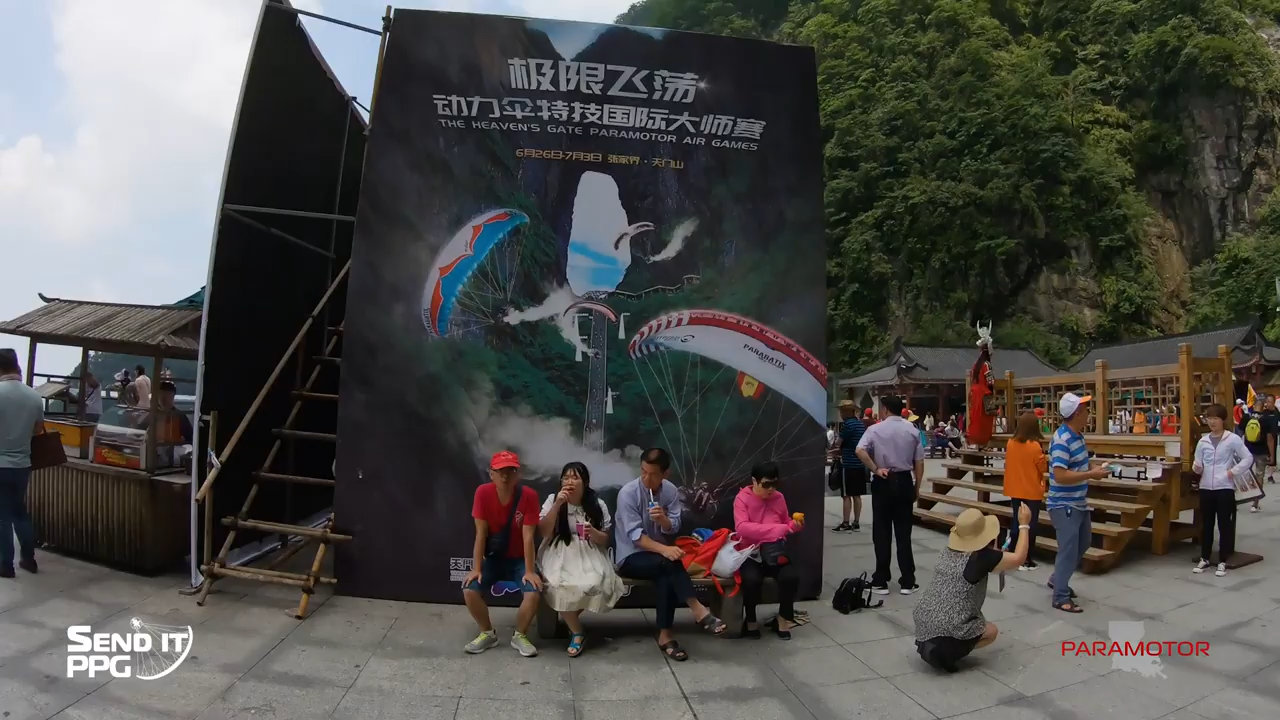 极限飞荡
动力伞特技国际大师赛
THE HEAVEN'S GATE PARAMOTOR AIR GAMES
6月26日-7月3日 张家界·天门山
PARABATIX
天門
SEND IT
PPG
PARAMOTOR